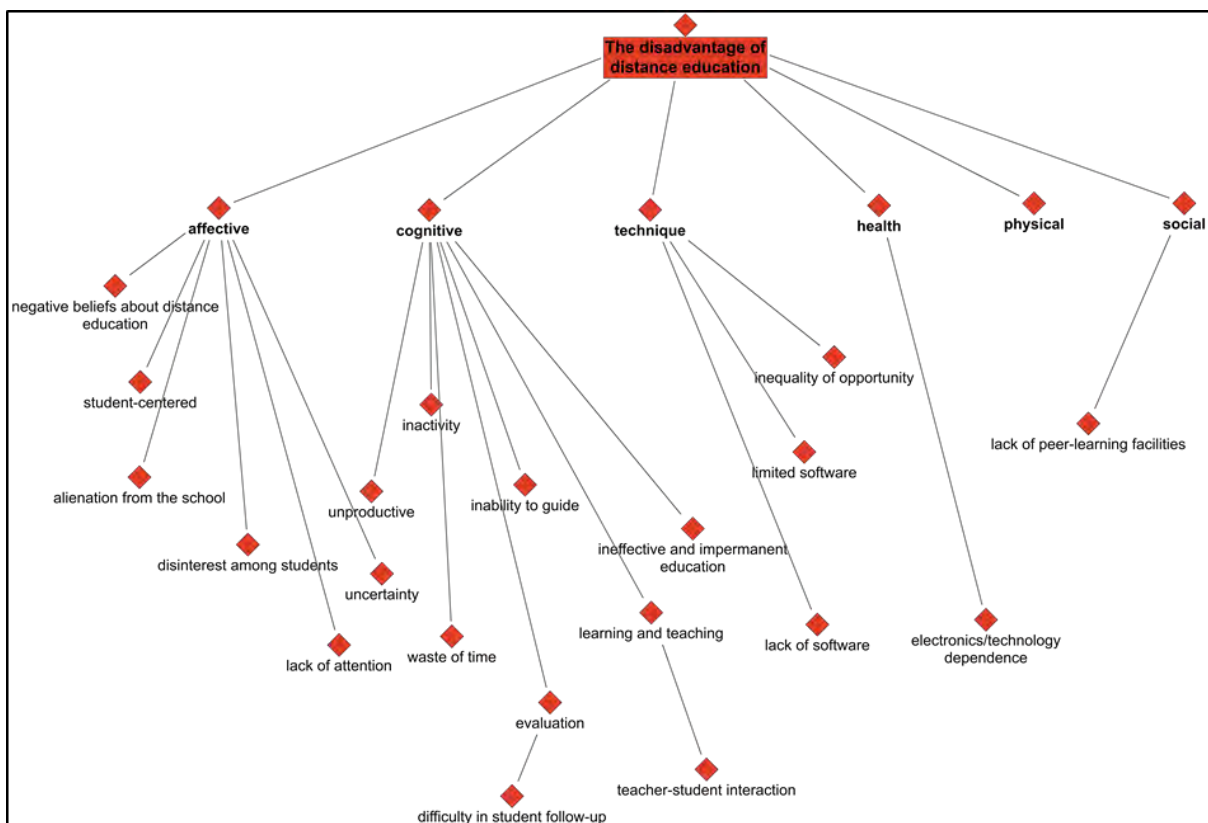 The disadvantage of
distance education
affective
cognitive
technique
health
physical
social
negative beliefs about distance
education
student-centered
inactivity
inequality of opportunity
lack of peer-learning facilities
alienation from the school
unproductive
inability to guide
limited software
disinterest among students
uncertainty
ineffective and impermanent
education
lack of attention
waste of time
learning and teaching
lack of software
electronics/technology
dependence
evaluation
teacher-student interaction
difficulty in student follow-up